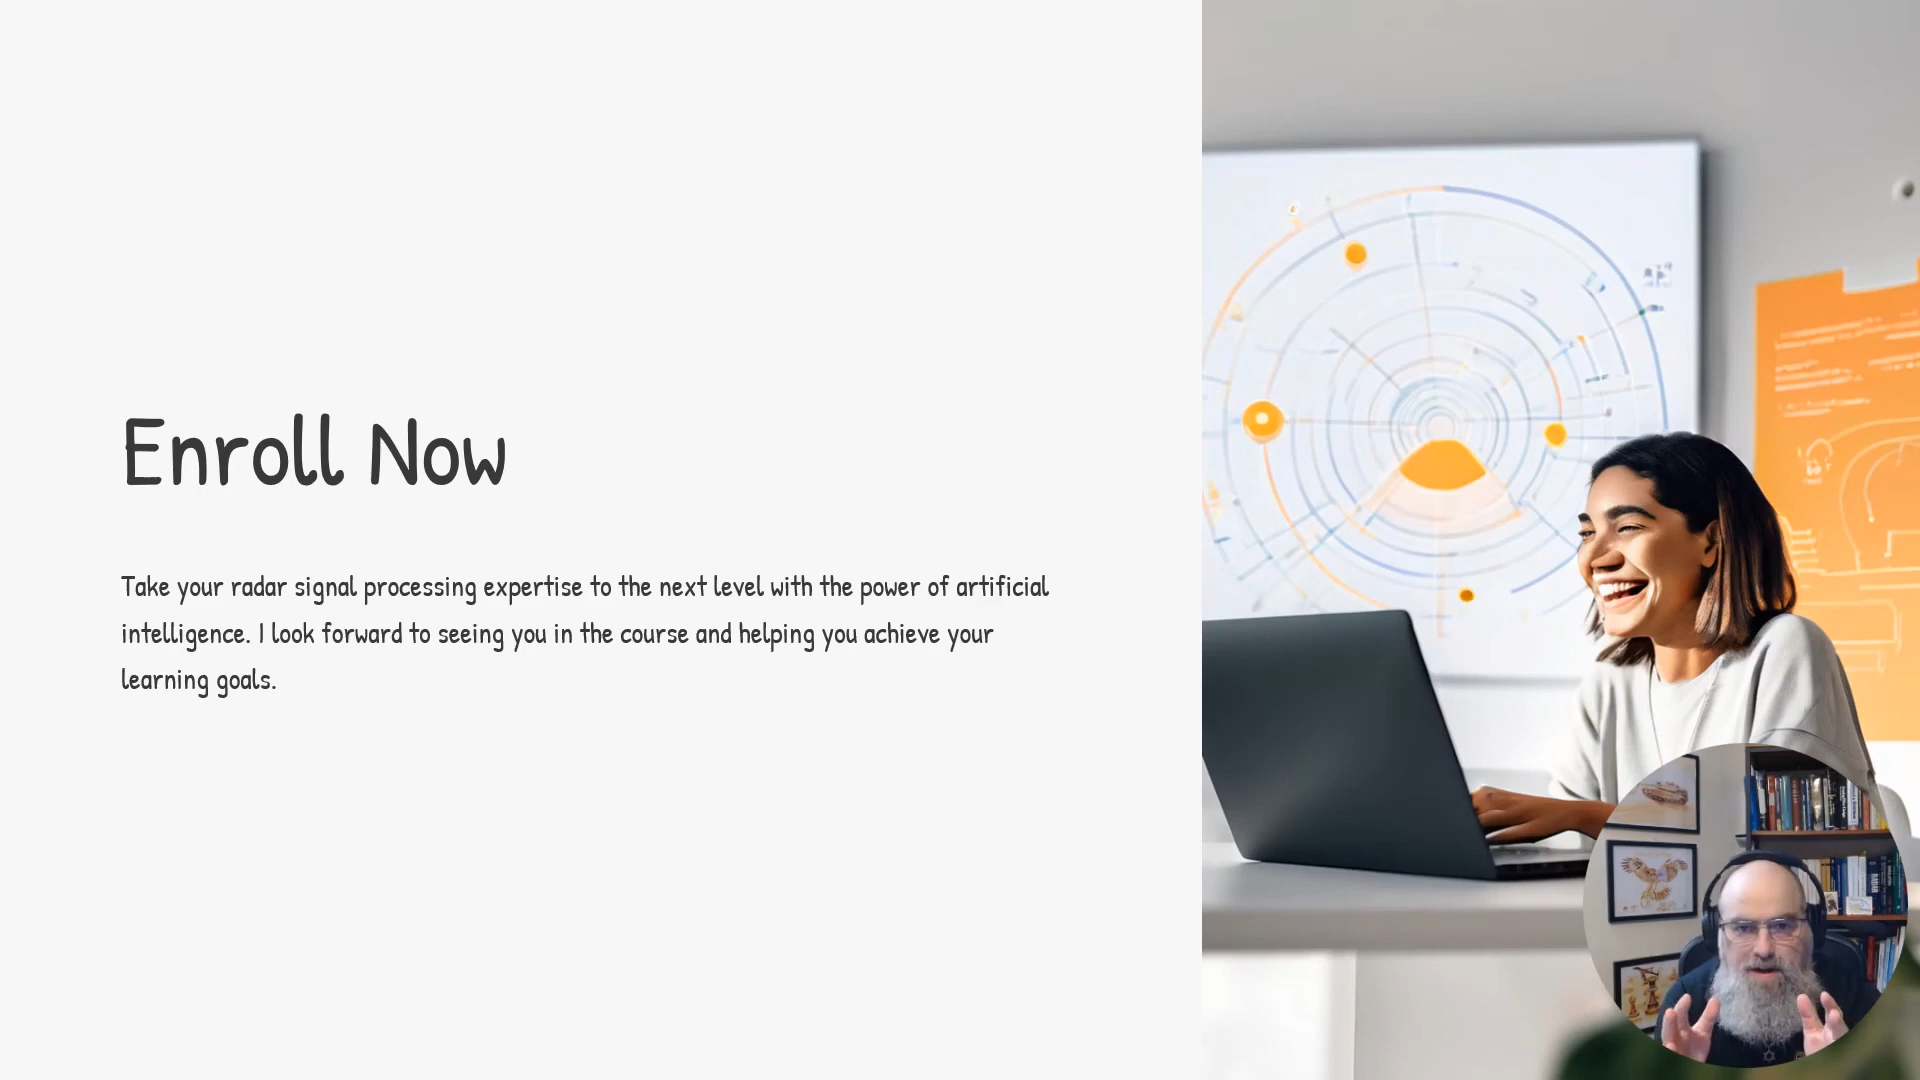 Enroll Now
Take your radar signal processing expertise to the next level with the power of artificial
intelligence. I look forward to seeing you in the course and helping you achieve your
learning goals.